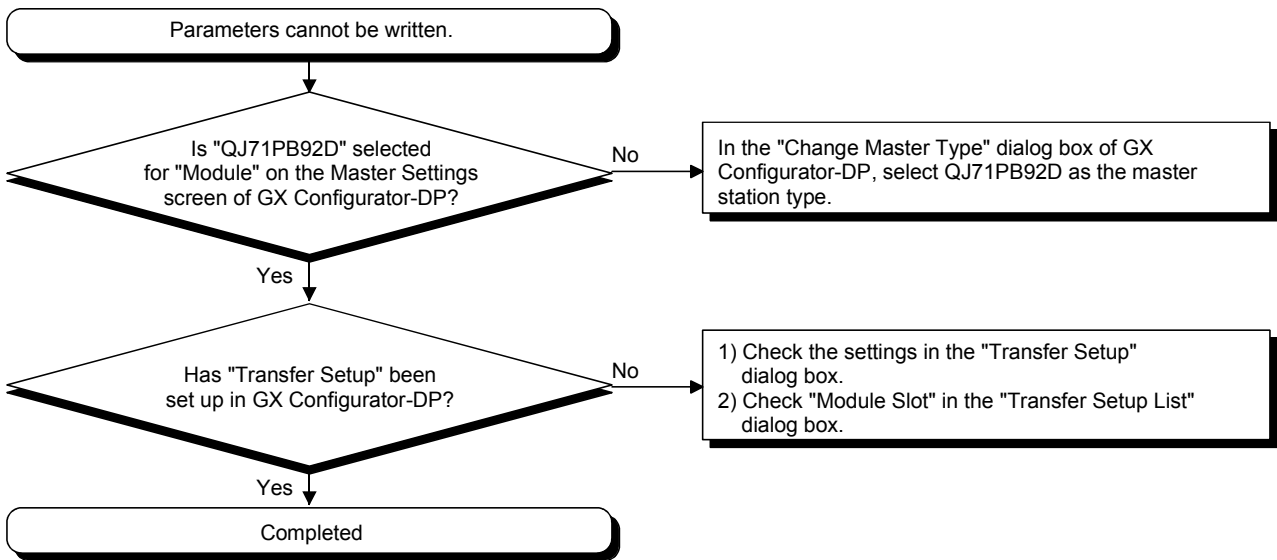 Parameters cannot be written.
Is "QJ71PB92D" selected
for "Module" on the Master Settings
screen of GX Configurator-DP?
No
In the "Change Master Type" dialog box of GX
Configurator-DP, select QJ71PB92D as the master
station type.
Yes
Has "Transfer Setup" been
set up in GX Configurator-DP?
No
1) Check the settings in the "Transfer Setup"
dialog box.
2) Check "Module Slot" in the "Transfer Setup List"
dialog box.
Yes
Completed